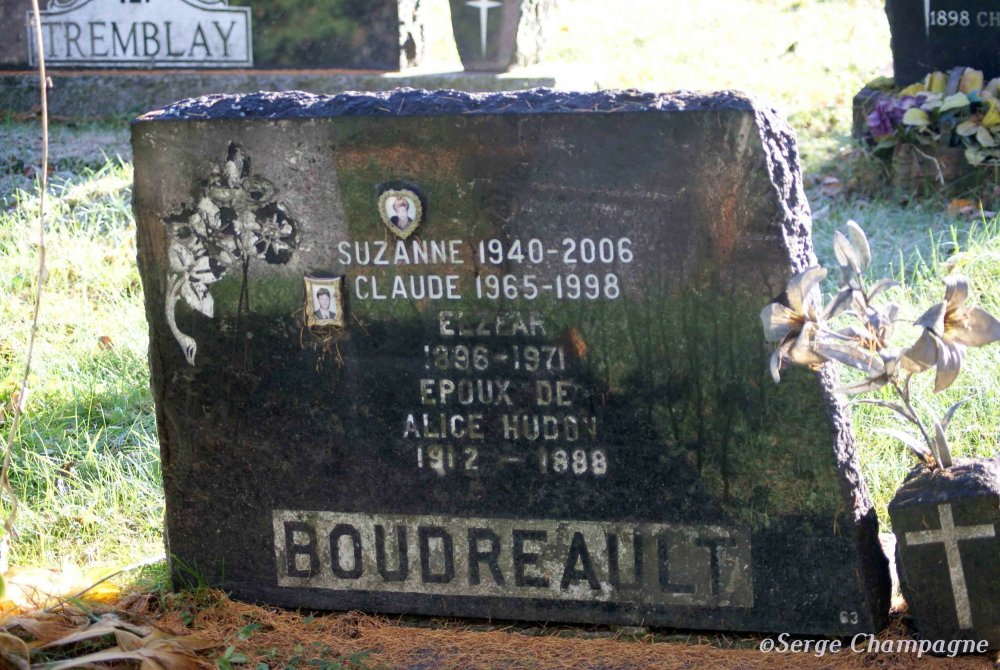 TREMBLAY
1898 CH
SUZANNE 1940-2006
CLAUDE 1965-1998
ELZEAR
1896-1971
EPOUX DE
ALICE HUDON
1912 - 1888
BOUDREAULT
63
©Serge Champagne